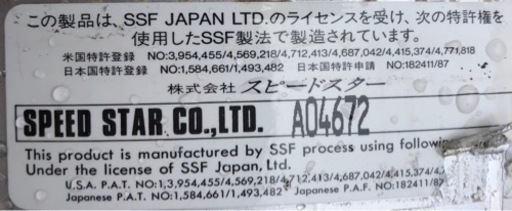 この製品は、SSF JAPAN LTD.のライセンスを受け、次の特許権を
使用したSSF製法で製造されています。
米国特許登録 NO:3,954,455/4,569,218/4,712,413/4,687,042/4,415,374/4,771,818
日本国特許登録 NO:1,584,661/1,493,482 日本国特許申請 NO:182411/87
株式会社 スピードスター
SPEED STAR CO.,LTD. A04672
This product is manufactured by SSF process using
Under the license of SSF Japan, Ltd.
U.S.A. P.A.T. NO:1,3,954,455/4,569,218/4,712,413/4,687,042/4,415,374/
Japanese P.A.T. NO:1,584,661/1,493,482 Japanese P.A.F. NO:182411/87